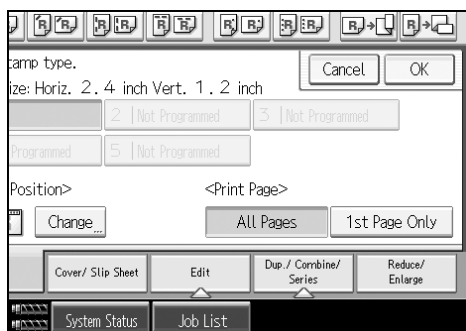 tamp type.
ize: Horiz. 2.4 inch Vert. 1.2 inch
Cancel
OK
2 Not Programmed
3 Not Programmed
Programmed
5 Not Programmed
Position>
<Print Page>
Change
All Pages
1st Page Only
Cover/ Slip Sheet
Edit
Dup./ Combine/
Series
Reduce/
Enlarge
System Status
Job List